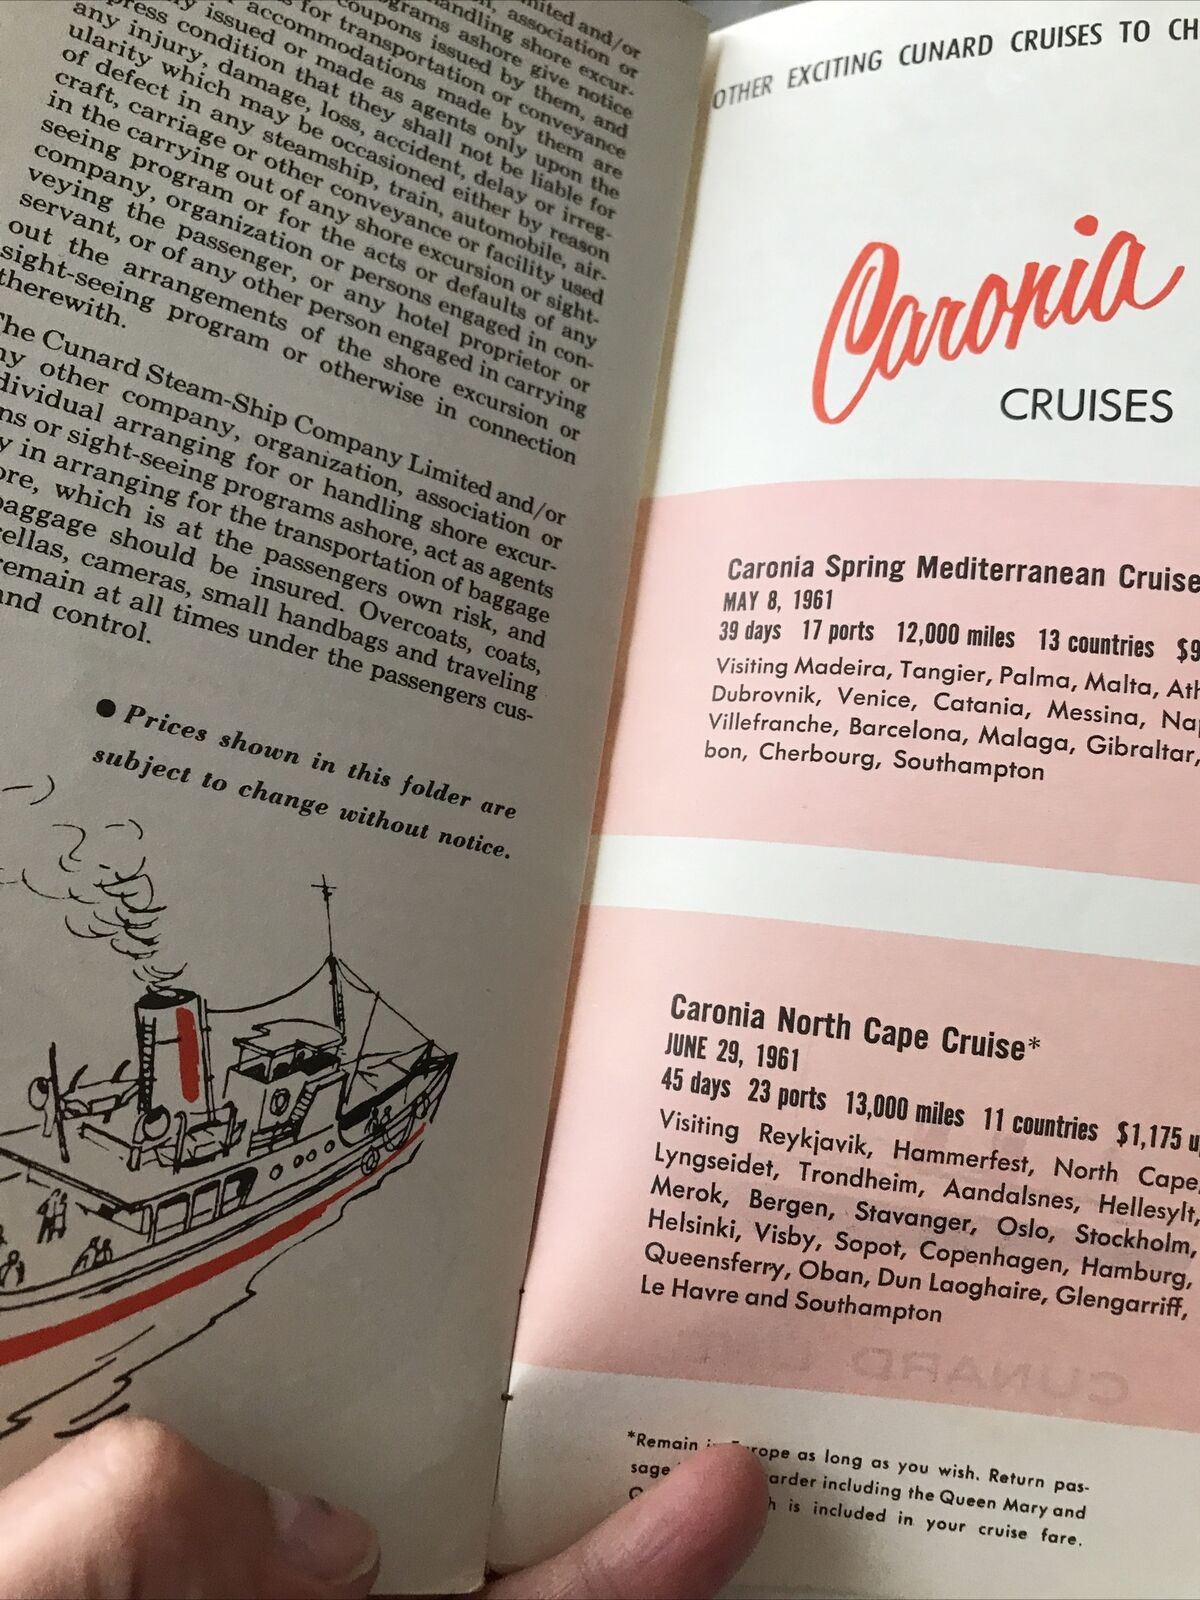 mited and/or
, association or
andling shore excur-
ograms ashore give notice
coupons issued by them, and
s for transportation or conveyance
r accommodations made by them are
y issued or made as agents only upon the
press condition that they shall not be liable for
any injury, damage, loss, accident, delay or irreg-
ularity which may be occasioned either by reason
of defect in any steamship, train, automobile, air-
craft, carriage or other conveyance or facility used
in the carrying out of any shore excursion or sight-
seeing program or for the acts or defaults of any
company, organization or persons engaged in con-
veying the passenger, or any hotel proprietor or
servant, or of any other person engaged in carrying
out the arrangements of the shore excursion or
sight-seeing program or otherwise in connection
therewith.
The Cunard Steam-Ship Company Limited and/or
ny other company, organization, association or
dividual arranging for or handling shore excur-
ns or sight-seeing programs ashore, act as agents
y in arranging for the transportation of baggage
ore, which is at the passengers own risk, and
baggage should be insured. Overcoats, coats,
ellas, cameras, small handbags and traveling
emain at all times under the passengers cus-
and control.
● Prices shown in this folder are
subject to change without notice.
OTHER EXCITING CUNARD CRUISES TO CH
Caronia
CRUISES
Caronia Spring Mediterranean Cruise
MAY 8, 1961
39 days 17 ports 12,000 miles 13 countries $9
Visiting Madeira, Tangier, Palma, Malta, Ath
Dubrovnik, Venice, Catania, Messina, Nap
Villefranche, Barcelona, Malaga, Gibraltar,
bon, Cherbourg, Southampton
Caronia North Cape Cruise*
JUNE 29, 1961
45 days 23 ports 13,000 miles 11 countries $1,175 u
Visiting Reykjavik, Hammerfest, North Cape,
Lyngseidet, Trondheim, Aandalsnes, Hellesylt,
Merok, Bergen, Stavanger, Oslo, Stockholm,
Helsinki, Visby, Sopot, Copenhagen, Hamburg,
Queensferry, Oban, Dun Laoghaire, Glengarriff,
Le Havre and Southampton
*Remain in Europe as long as you wish. Return pas-
sage arder including the Queen Mary and
h is included in your cruise fare.